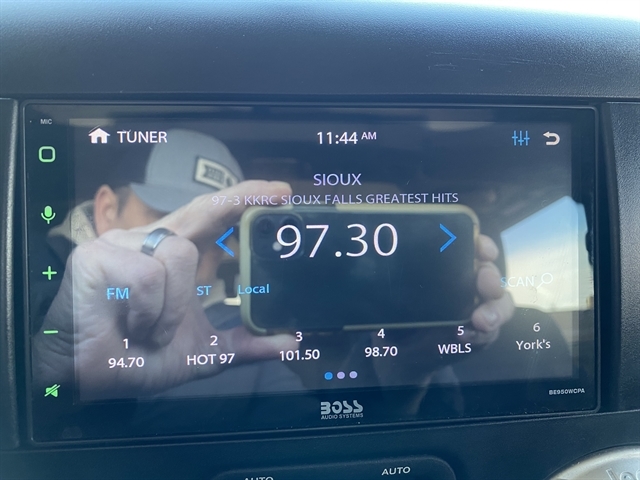 MIC
TUNER
11:44 AM
SIOUX
97-3 KKRC SIOUX FALLS GREATEST HITS
97.30
FM ST Local SCAN
1 2 3 4 5 6
94.70 HOT 97 101.50 98.70 WBLS York's
BOSS
AUDIO SYSTEMS
BE950WCPA
AUTO AUTO